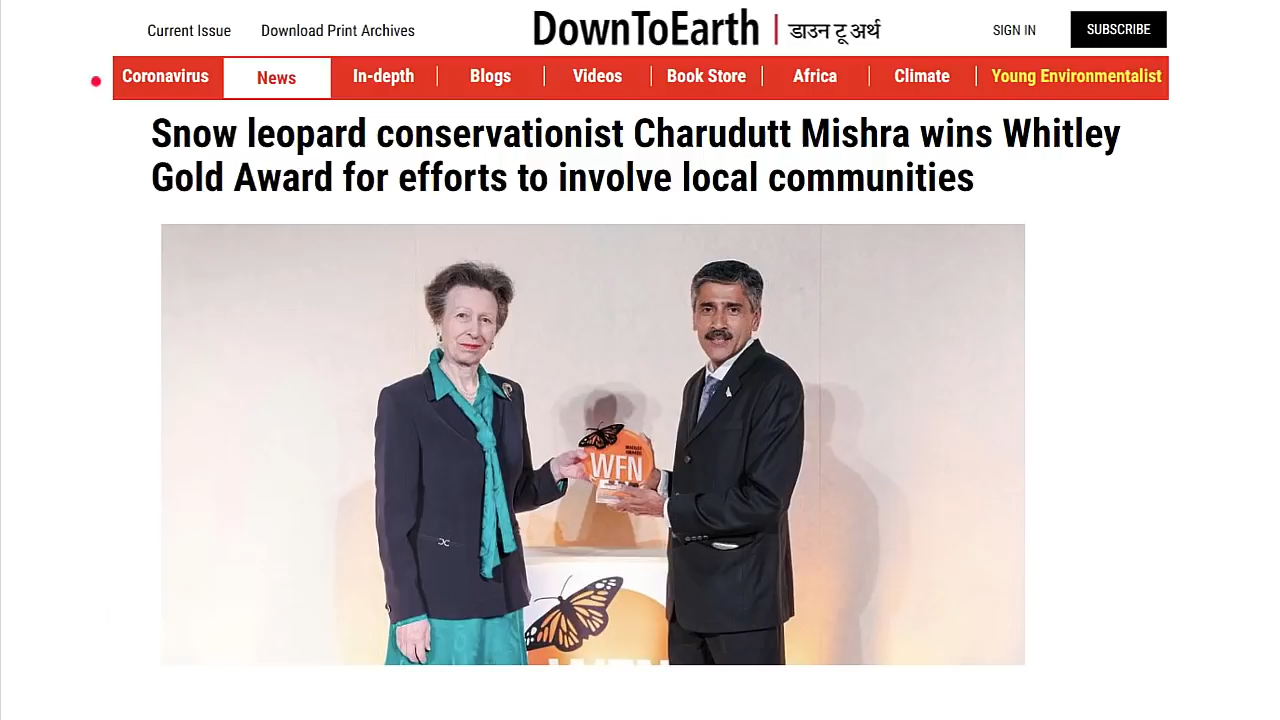 Current Issue Download Print Archives DownToEarth | डाउन टू अर्थ SIGN IN SUBSCRIBE
Coronavirus News In-depth Blogs Videos Book Store Africa Climate Young Environmentalist
Snow leopard conservationist Charudutt Mishra wins Whitley
Gold Award for efforts to involve local communities
WFN